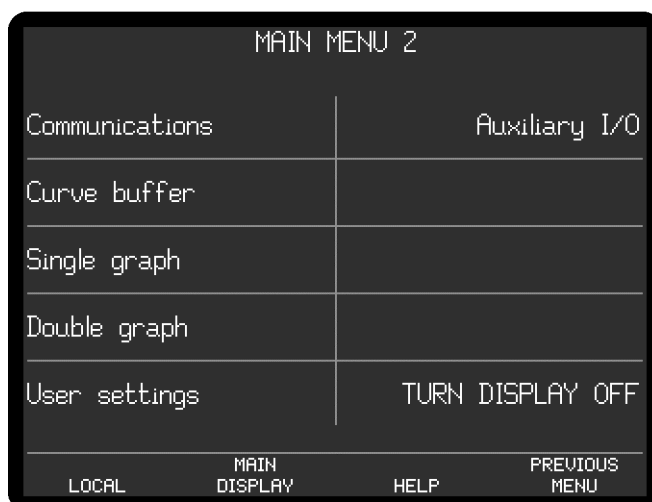 MAIN MENU 2
Communications
Auxiliary I/O
Curve buffer
Single graph
Double graph
User settings
TURN DISPLAY OFF
LOCAL
MAIN
DISPLAY
HELP
PREVIOUS
MENU